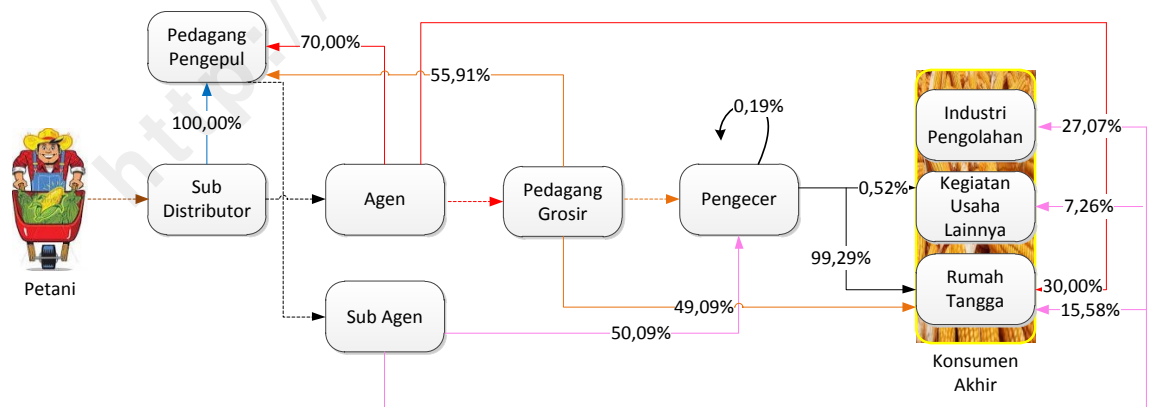 Pedagang
Pengepul
70,00%
55,91%
100,00%
0,19%
Industri
Pengolahan
27,07%
Sub
Distributor
Agen
Pedagang
Grosir
Pengecer
0,52%
Kegiatan
Usaha
Lainnya
7,26%
99,29%
Petani
Sub Agen
49,09%
50,09%
Rumah
Tangga
30,00%
15,58%
Konsumen
Akhir
http:/